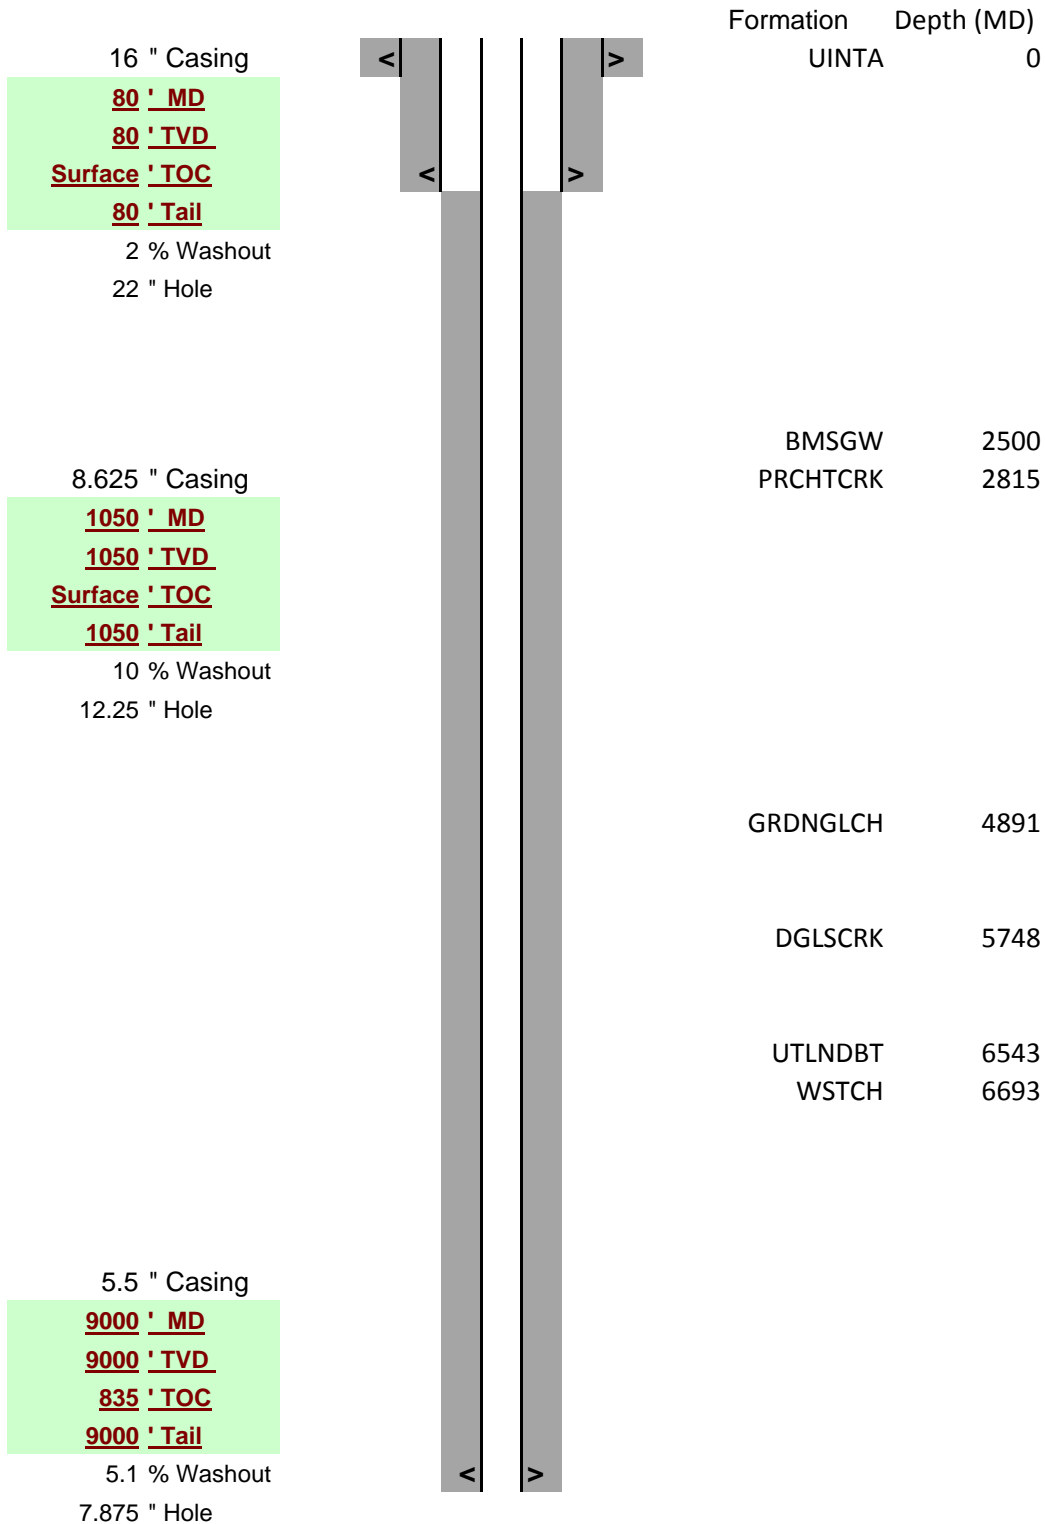 Formation Depth (MD)
16 " Casing < > UINTA 0
80 ' MD
80 ' TVD
Surface ' TOC < >
80 ' Tail
2 % Washout
22 " Hole
BMSGW 2500
8.625 " Casing PRCHTCRK 2815
1050 ' MD
1050 ' TVD
Surface ' TOC
1050 ' Tail
10 % Washout
12.25 " Hole
GRDNGLCH 4891
DGLSCRK 5748
UTLNDBT 6543
WSTCH 6693
5.5 " Casing
9000 ' MD
9000 ' TVD
835 ' TOC
9000 ' Tail
5.1 % Washout < >
7.875 " Hole